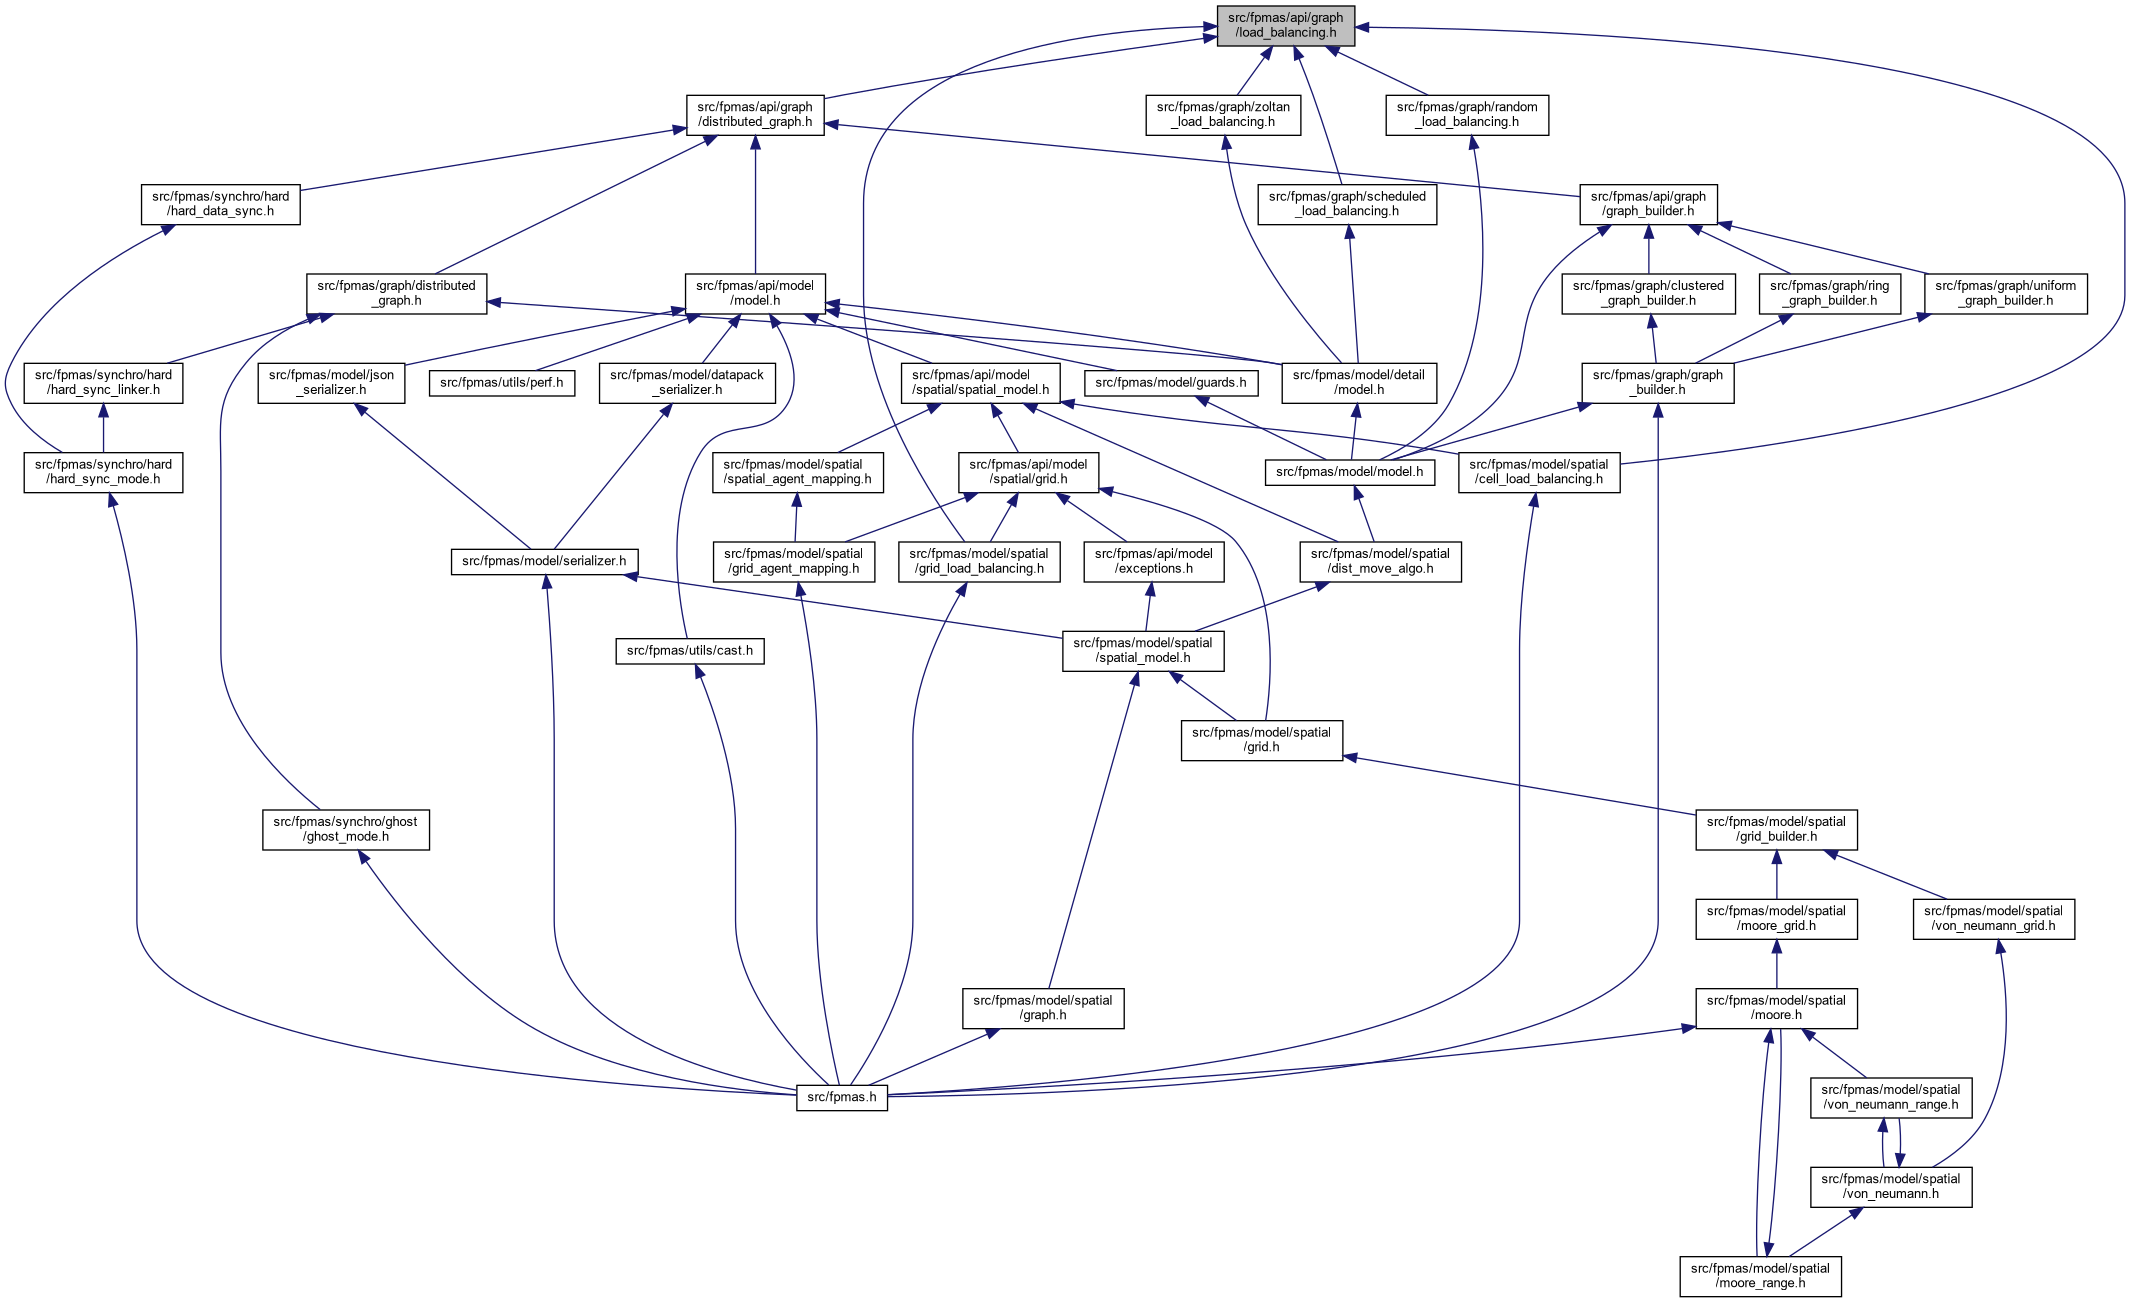 src/fpmas/api/graph
/load_balancing.h
src/fpmas/api/graph
/distributed_graph.h
src/fpmas/graph/zoltan
_load_balancing.h
src/fpmas/graph/random
_load_balancing.h
src/fpmas/synchro/hard
/hard_data_sync.h
src/fpmas/graph/scheduled
_load_balancing.h
src/fpmas/api/graph
/graph_builder.h
src/fpmas/graph/distributed
_graph.h
src/fpmas/api/model
/model.h
src/fpmas/graph/clustered
_graph_builder.h
src/fpmas/graph/ring
_graph_builder.h
src/fpmas/graph/uniform
_graph_builder.h
src/fpmas/synchro/hard
/hard_sync_linker.h
src/fpmas/model/json
_serializer.h
src/fpmas/utils/perf.h
src/fpmas/model/datapack
_serializer.h
src/fpmas/api/model
/spatial/spatial_model.h
src/fpmas/model/guards.h
src/fpmas/model/detail
/model.h
src/fpmas/graph/graph
_builder.h
src/fpmas/synchro/hard
/hard_sync_mode.h
src/fpmas/model/spatial
/spatial_agent_mapping.h
src/fpmas/api/model
/spatial/grid.h
src/fpmas/model/model.h
src/fpmas/model/spatial
/cell_load_balancing.h
src/fpmas/model/serializer.h
src/fpmas/model/spatial
/grid_agent_mapping.h
src/fpmas/model/spatial
/grid_load_balancing.h
src/fpmas/api/model
/exceptions.h
src/fpmas/model/spatial
/dist_move_algo.h
src/fpmas/utils/cast.h
src/fpmas/model/spatial
/spatial_model.h
src/fpmas/model/spatial
/grid.h
src/fpmas/synchro/ghost
/ghost_mode.h
src/fpmas/model/spatial
/grid_builder.h
src/fpmas/model/spatial
/moore_grid.h
src/fpmas/model/spatial
/von_neumann_grid.h
src/fpmas/model/spatial
/graph.h
src/fpmas/model/spatial
/moore.h
src/fpmas.h
src/fpmas/model/spatial
/von_neumann_range.h
src/fpmas/model/spatial
/von_neumann.h
src/fpmas/model/spatial
/moore_range.h